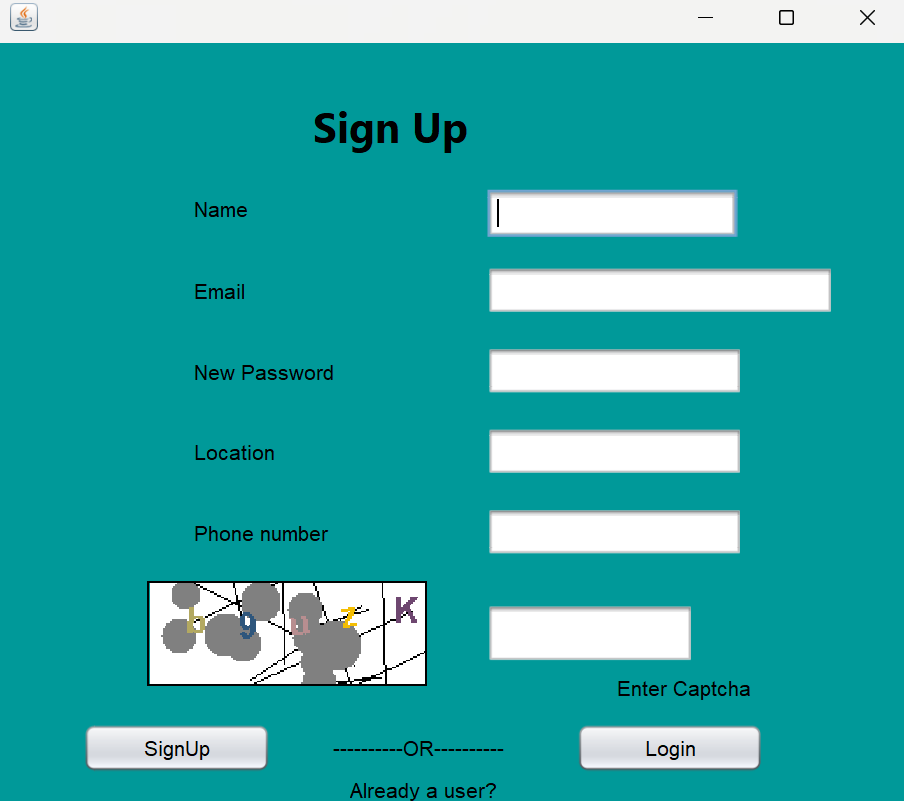 Sign Up
Name
Email
New Password
Location
Phone number
Enter Captcha
SignUp
----------OR----------
Login
Already a user?